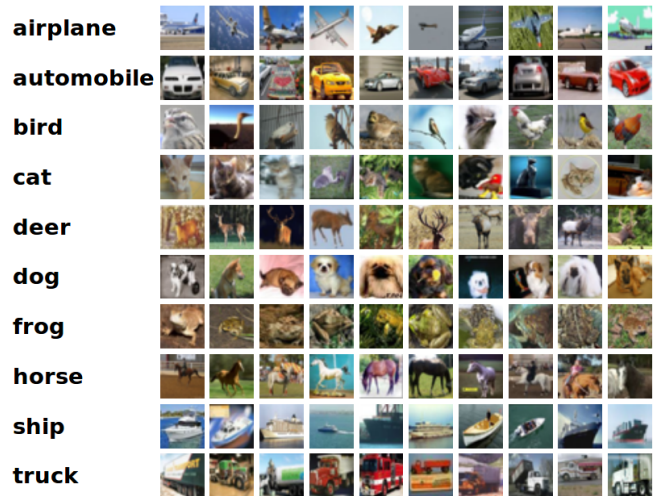 airplane
automobile
bird
cat
deer
dog
frog
horse
ship
truck